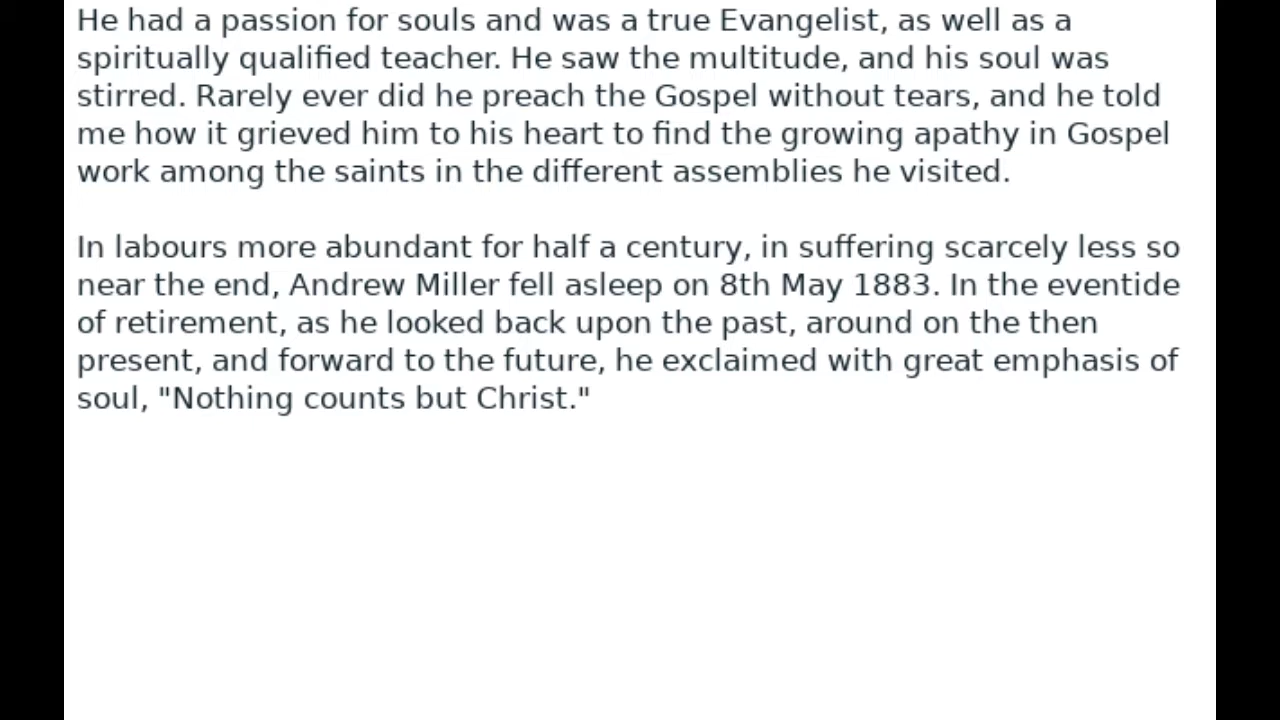 He had a passion for souls and was a true Evangelist, as well as a
spiritually qualified teacher. He saw the multitude, and his soul was
stirred. Rarely ever did he preach the Gospel without tears, and he told
me how it grieved him to his heart to find the growing apathy in Gospel
work among the saints in the different assemblies he visited.
In labours more abundant for half a century, in suffering scarcely less so
near the end, Andrew Miller fell asleep on 8th May 1883. In the eventide
of retirement, as he looked back upon the past, around on the then
present, and forward to the future, he exclaimed with great emphasis of
soul, "Nothing counts but Christ."